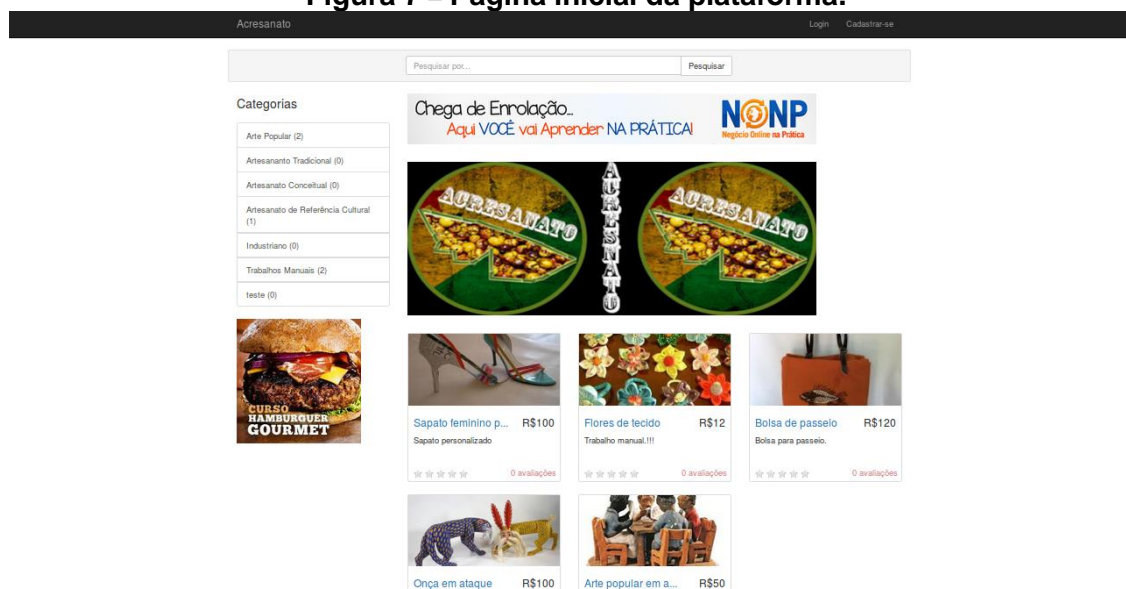 Figura 7 – Página inicial da plataforma.
Acresanato
Login Cadastrar-se
Pesquisar por...
Pesquisar
Categorias
Arte Popular (2)
Artesananto Tradicional (0)
Artesanato Conceitual (0)
Artesanato de Referência Cultural
(1)
Industriano (0)
Trabalhos Manuais (2)
teste (0)
CURSO
HAMBURGUER
GOURMET
Chega de Enrolação...
Aqui VOCÊ vai Aprender NA PRÁTICA!
NONP
Negócio Online na Prática
ACRESANATO
ACRESANATO
ACRESANATO
Sapato feminino p... R$100
Sapato personalizado
0 avaliações
Flores de tecido R$12
Trabalho manual.!!!
0 avaliações
Bolsa de passeio R$120
Bolsa para passeio.
0 avaliações
Onça em ataque R$100
Arte popular em a... R$50